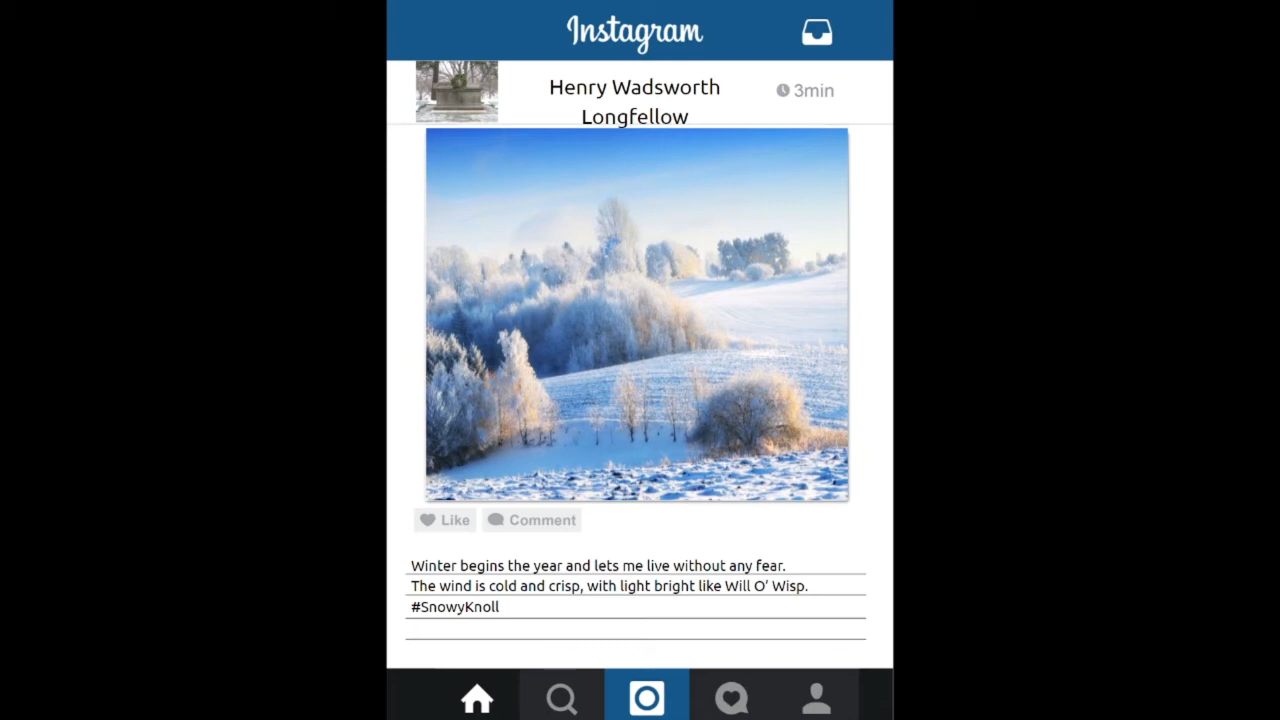 Instagram
Henry Wadsworth
Longfellow
3min
Like
Comment
Winter begins the year and lets me live without any fear.
The wind is cold and crisp, with light bright like Will O’ Wisp.
#SnowyKnoll